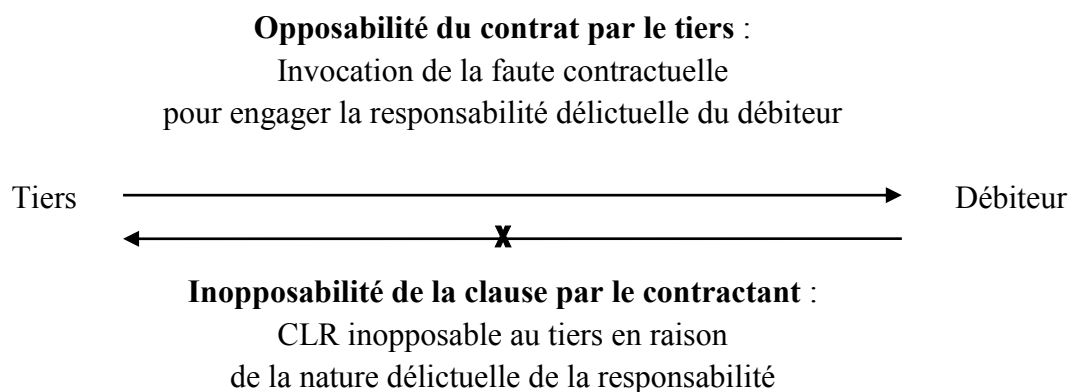 Opposabilité du contrat par le tiers :
Invocation de la faute contractuelle
pour engager la responsabilité délictuelle du débiteur
Tiers
Débiteur
X
Inopposabilité de la clause par le contractant :
CLR inopposable au tiers en raison
de la nature délictuelle de la responsabilité